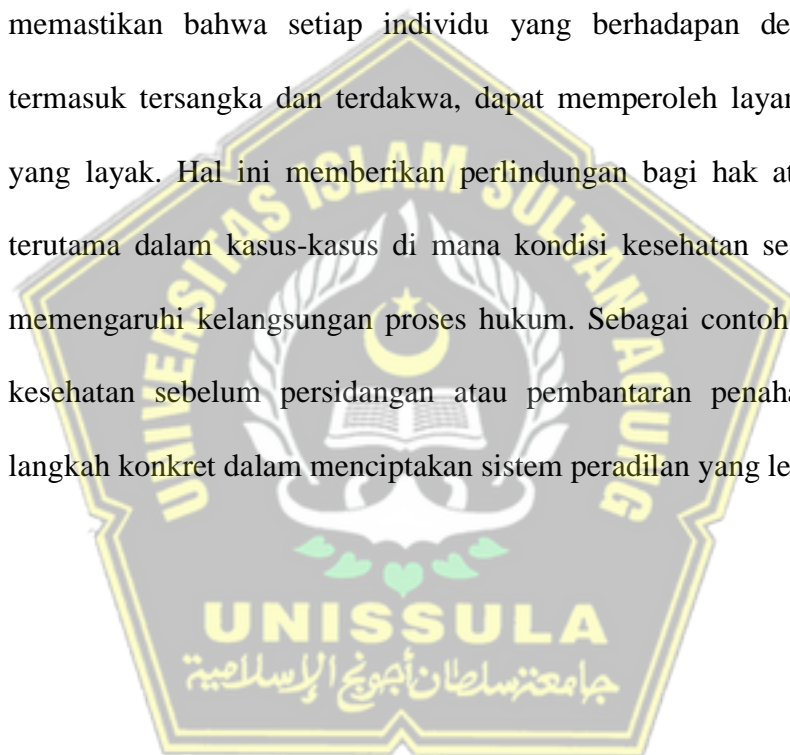 memastikan bahwa setiap individu yang berhadapan de
termasuk tersangka dan terdakwa, dapat memperoleh layar
yang layak. Hal ini memberikan perlindungan bagi hak at
terutama dalam kasus-kasus di mana kondisi kesehatan se
memengaruhi kelangsungan proses hukum. Sebagai contoh
kesehatan sebelum persidangan atau pembantaran penaha
langkah konkret dalam menciptakan sistem peradilan yang le
UNIVERSITAS ISLAM SULTAN AGUNG
UNISSULA
جامعتنسلطان أجونج الإسلامية